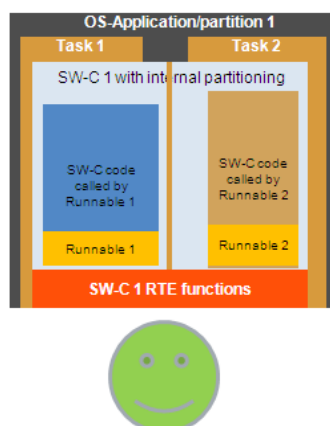 OS-Application/partition 1
Task 1
Task 2
SW-C 1 with internal partitioning
SW-C code
called by
Runnable 1
SW-C code
called by
Runnable 2
Runnable 1
Runnable 2
SW-C 1 RTE functions